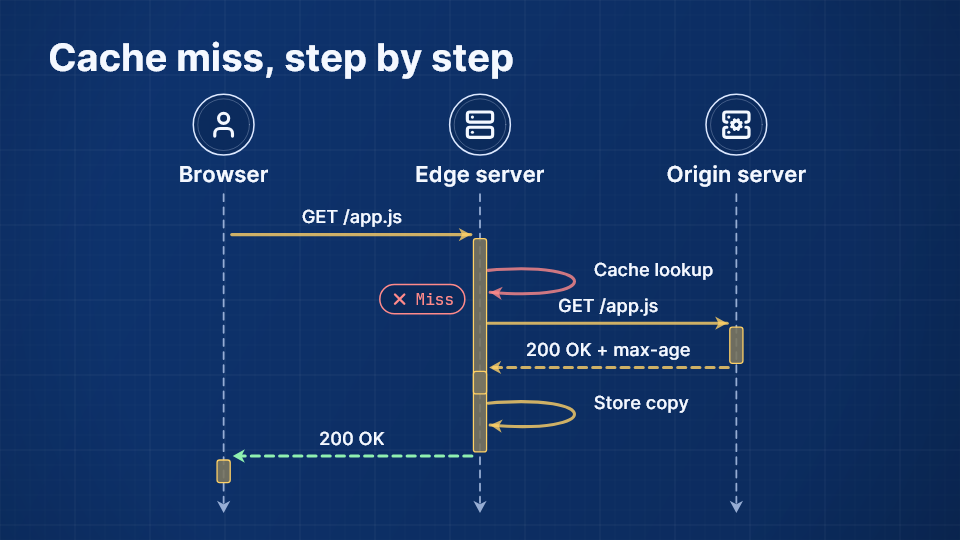 Cache miss, step by step
Browser
Edge server
Origin server
GET /app.js
Cache lookup
Miss
GET /app.js
200 OK + max-age
Store copy
200 OK